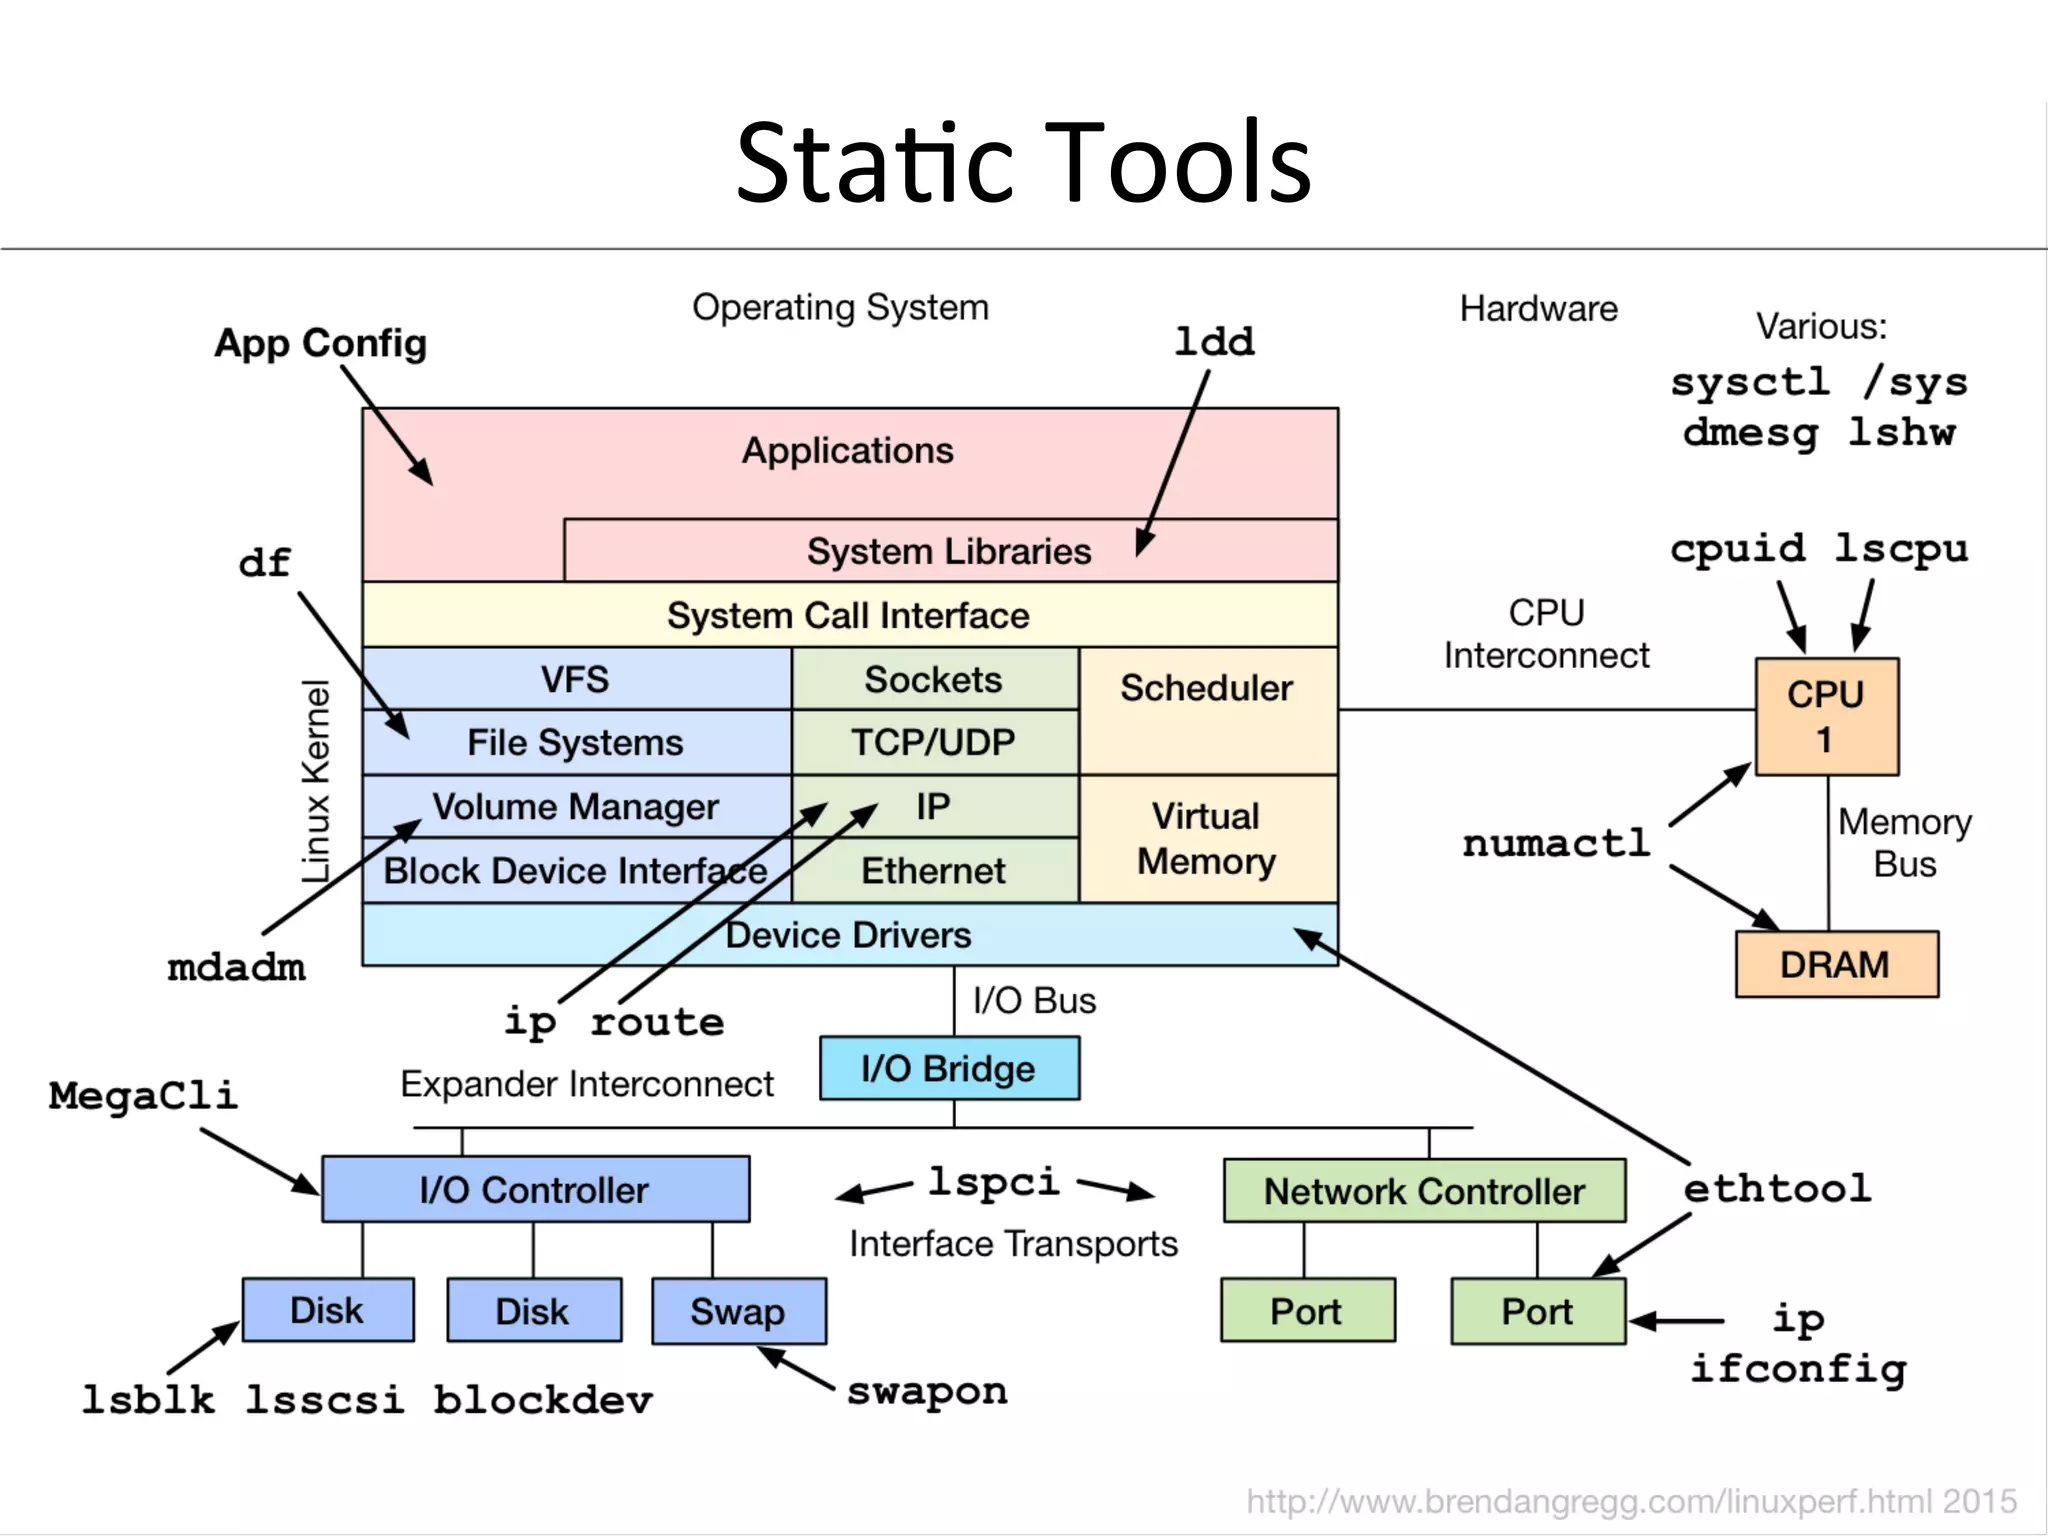 Static Tools
Operating System
Hardware
Various:
sysctl /sys
dmesg lshw
App Config
ldd
Applications
System Libraries
df
cpuid lscpu
System Call Interface
CPU
Interconnect
Linux Kernel
VFS
Sockets
Scheduler
File Systems
TCP/UDP
CPU
1
Volume Manager
IP
Virtual
Memory
numactl
Memory
Bus
Block Device Interface
Ethernet
Device Drivers
mdadm
DRAM
ip route
I/O Bus
I/O Bridge
Expander Interconnect
MegaCli
I/O Controller
lspci
Network Controller
ethtool
Interface Transports
Disk
Disk
Swap
Port
Port
ip
ifconfig
lsblk lsscsi blockdev
swapon
http://www.brendangregg.com/linuxperf.html 2015